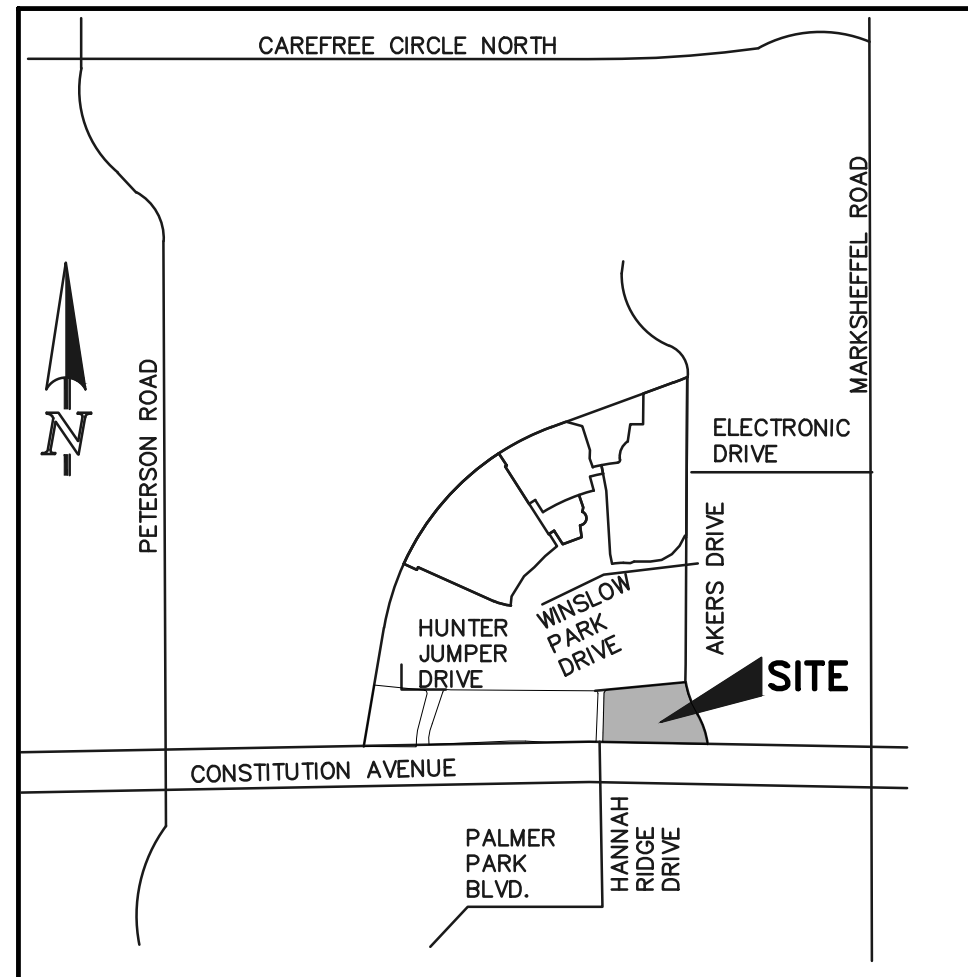 CAREFREE CIRCLE NORTH
MARKSHEFFEL ROAD
PETERSON ROAD
N
ELECTRONIC
DRIVE
AKERS DRIVE
WINSLOW
PARK
DRIVE
HUNTER
JUMPER
DRIVE
SITE
CONSTITUTION AVENUE
PALMER
PARK
BLVD.
HANNAH
RIDGE
DRIVE